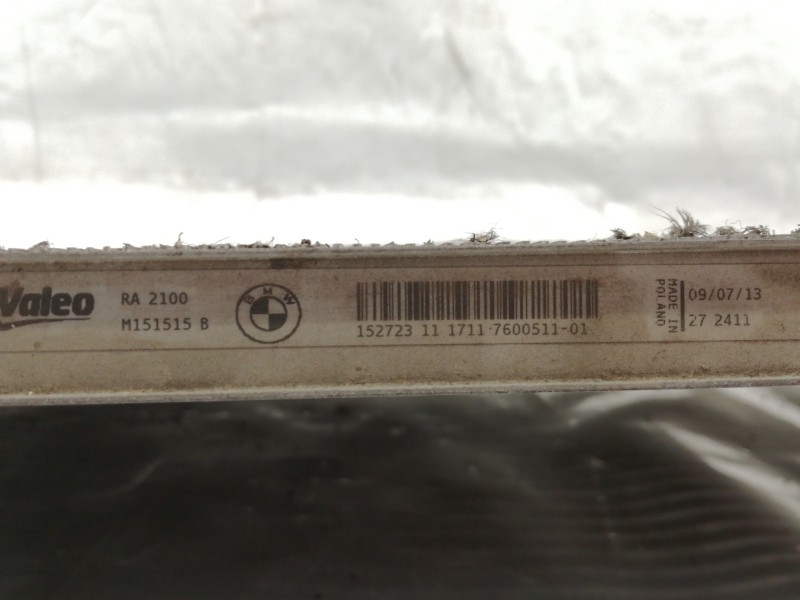 Valeo
RA 2100
M151515 B
BMW
152723 11 1711 7600511-01
MADE IN
POLAND
09/07/13
27 2411